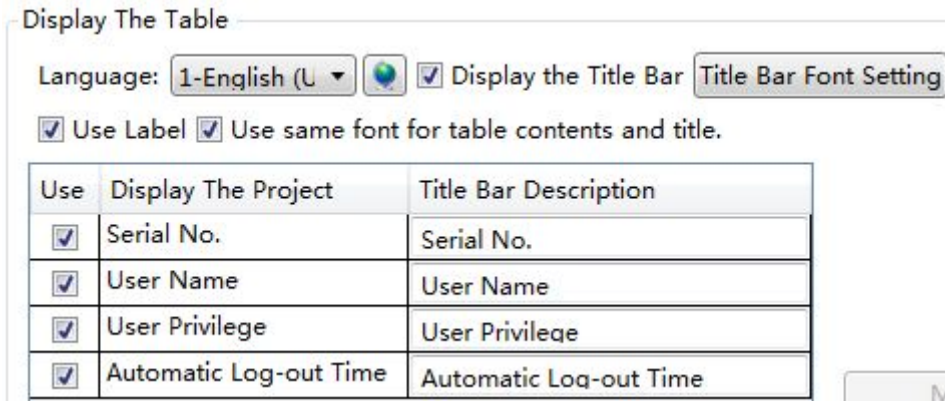 Display The Table
Language: 1-English (U Display the Title Bar Title Bar Font Setting
Use Label Use same font for table contents and title.
Use Display The Project Title Bar Description
Serial No. Serial No.
User Name User Name
User Privilege User Privilege
Automatic Log-out Time Automatic Log-out Time